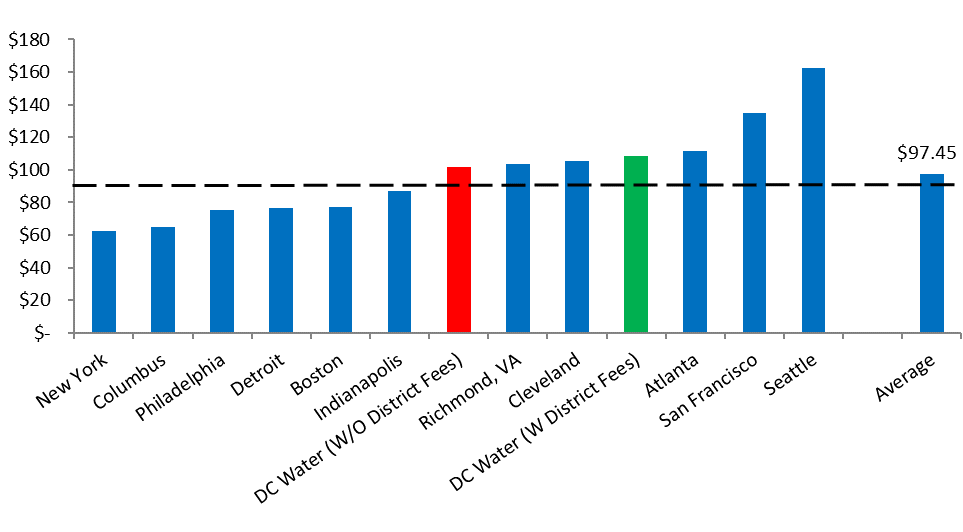 $180
$160
$140
$120
$100
$80
$60
$40
$20
$-
$97.45
New York
Columbus
Philadelphia
Detroit
Boston
Indianapolis
DC Water (W/O District Fees)
Richmond, VA
Cleveland
DC Water (W District Fees)
Atlanta
San Francisco
Seattle
Average